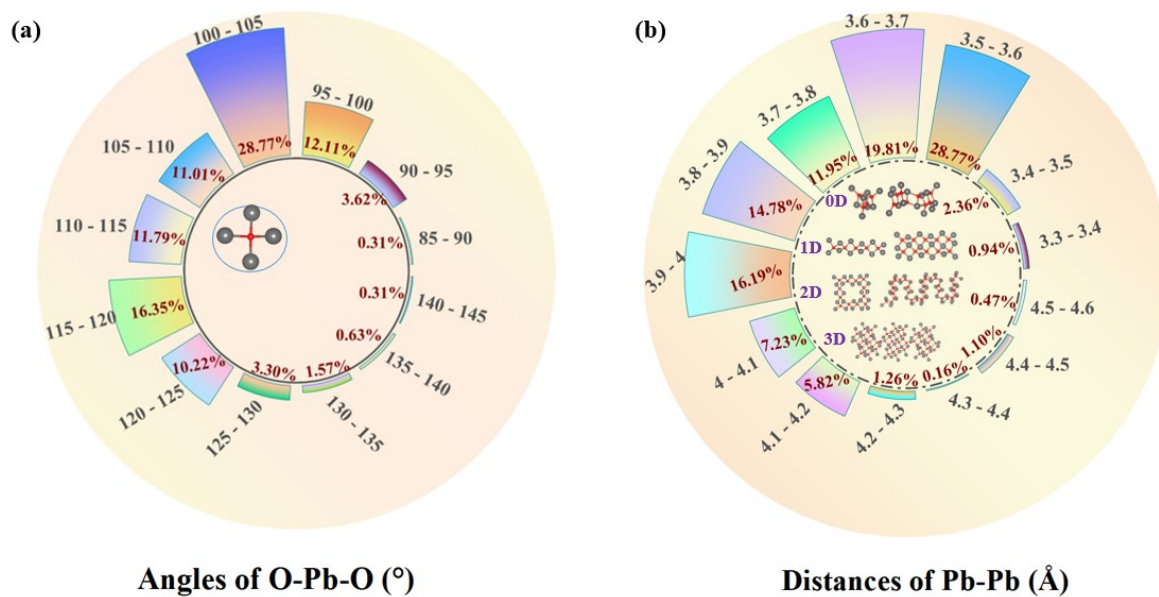 (a)
100 - 105
28.77%
95 - 100
12.11%
90 - 95
3.62%
85 - 90
0.31%
140 - 145
0.31%
135 - 140
0.63%
130 - 135
1.57%
125 - 130
3.30%
120 - 125
10.22%
115 - 120
16.35%
110 - 115
11.79%
105 - 110
11.01%
Angles of O-Pb-O (°)
(b)
3.6 - 3.7
19.81%
3.5 - 3.6
28.77%
3.4 - 3.5
2.36%
3.3 - 3.4
0.94%
4.5 - 4.6
0.47%
4.4 - 4.5
1.10%
4.3 - 4.4
0.16%
4.2 - 4.3
1.26%
4.1 - 4.2
5.82%
4 - 4.1
7.23%
3.9 - 4
16.19%
3.8 - 3.9
14.78%
3.7 - 3.8
11.95%
0D
1D
2D
3D
Distances of Pb-Pb (Å)